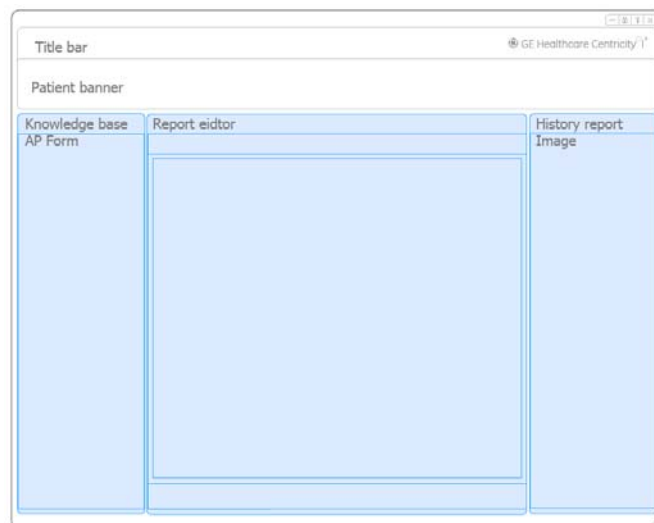 Title bar
GE Healthcare Centricity
Patient banner
Knowledge base
AP Form
Report eidtor
History report
Image